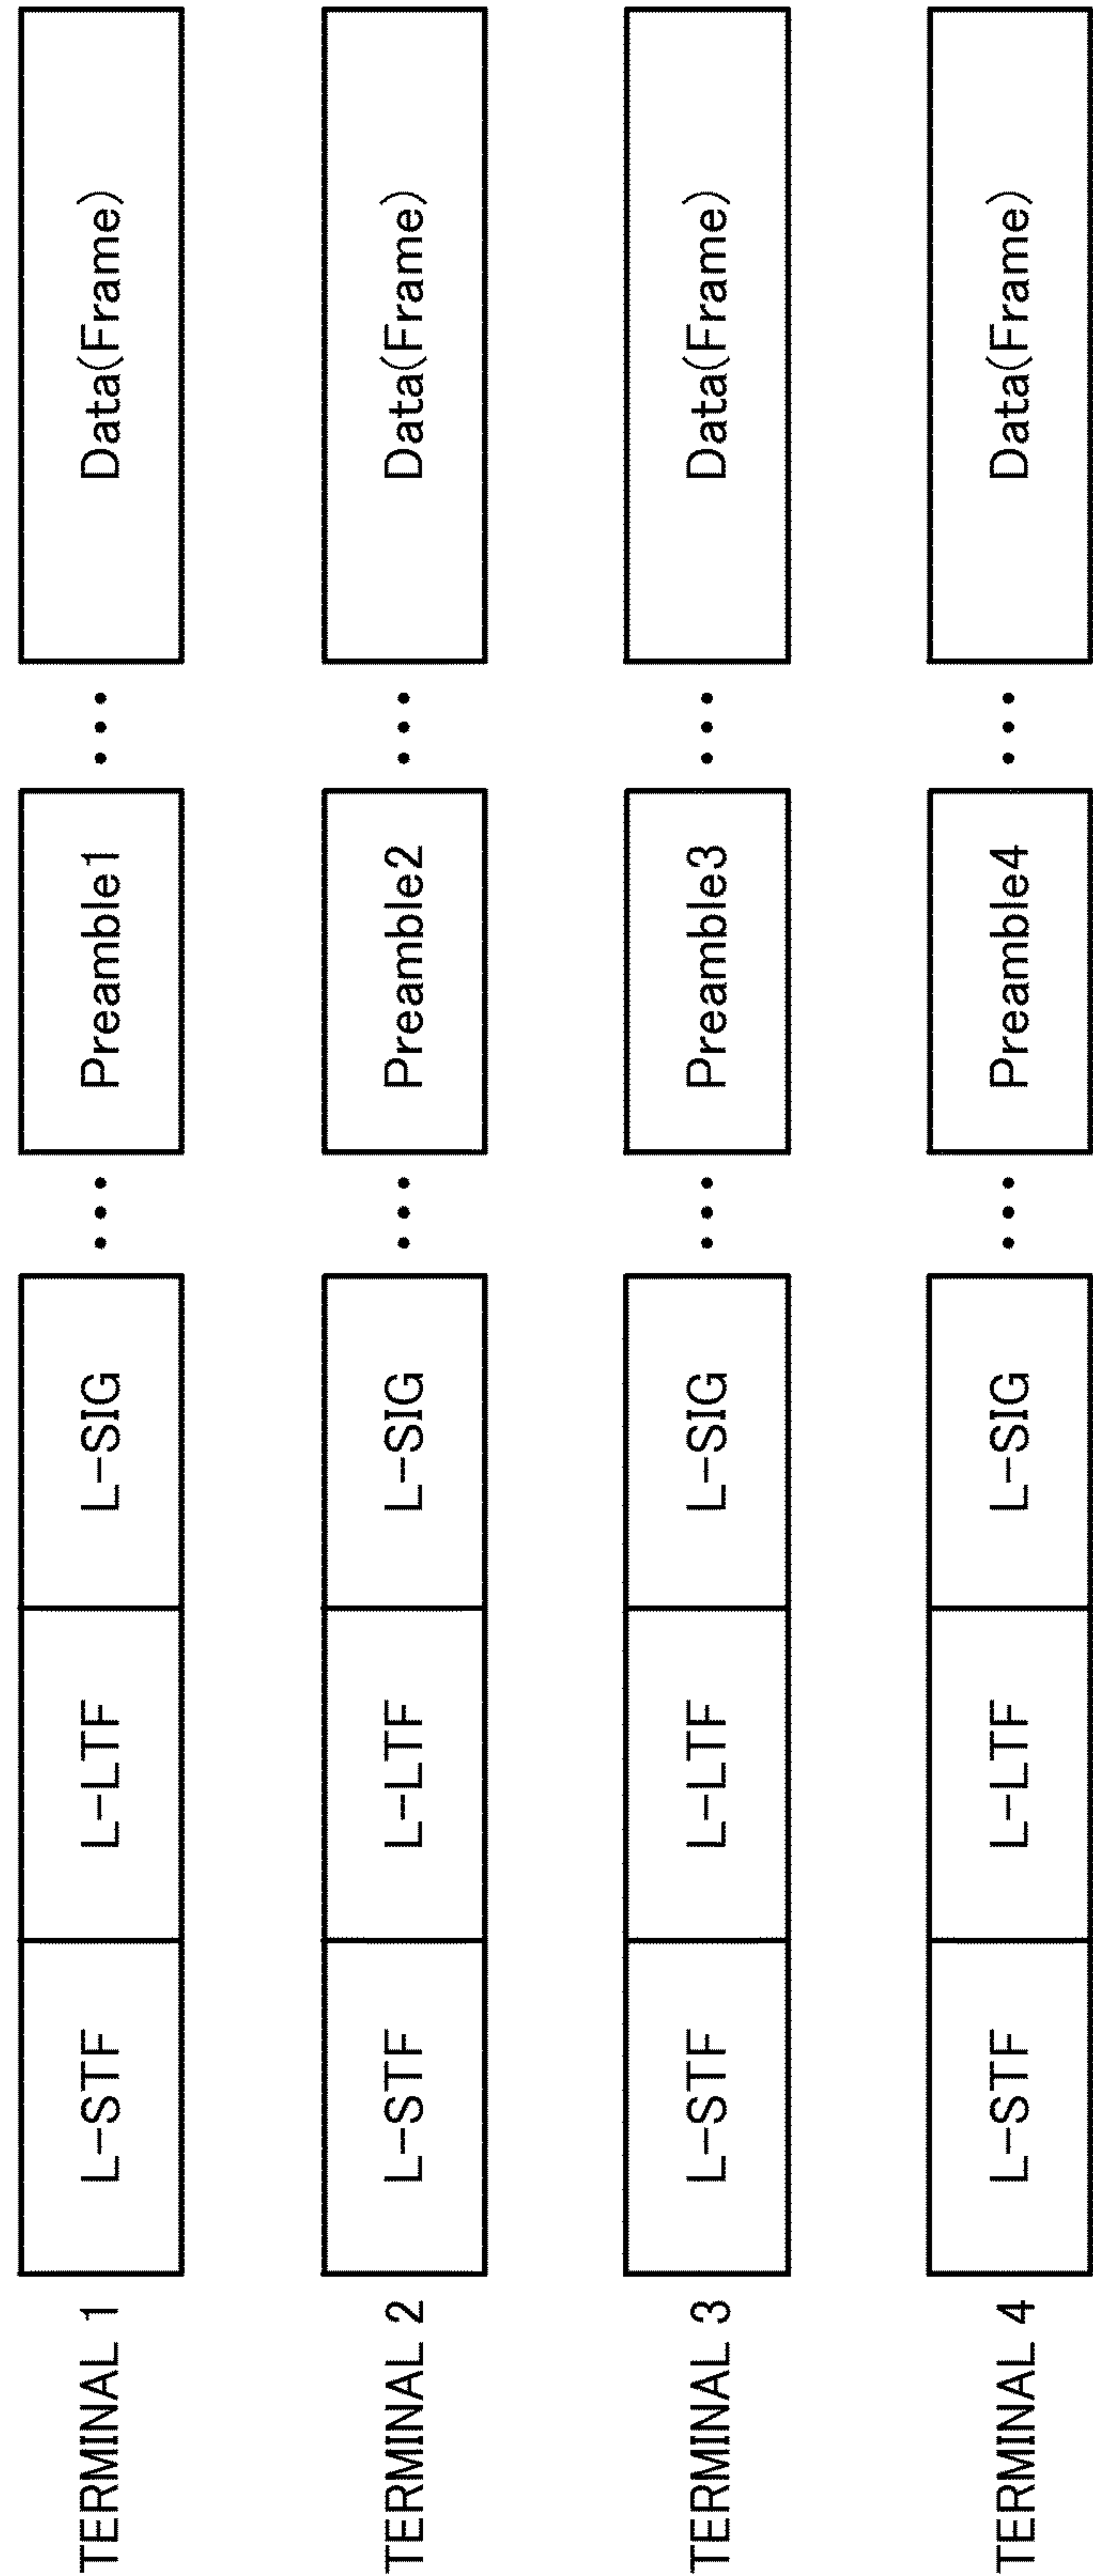 TERMINAL 1 L-STF L-LTF L-SIG ... Preamble1 ... Data(Frame)
TERMINAL 2 L-STF L-LTF L-SIG ... Preamble2 ... Data(Frame)
TERMINAL 3 L-STF L-LTF L-SIG ... Preamble3 ... Data(Frame)
TERMINAL 4 L-STF L-LTF L-SIG ... Preamble4 ... Data(Frame)